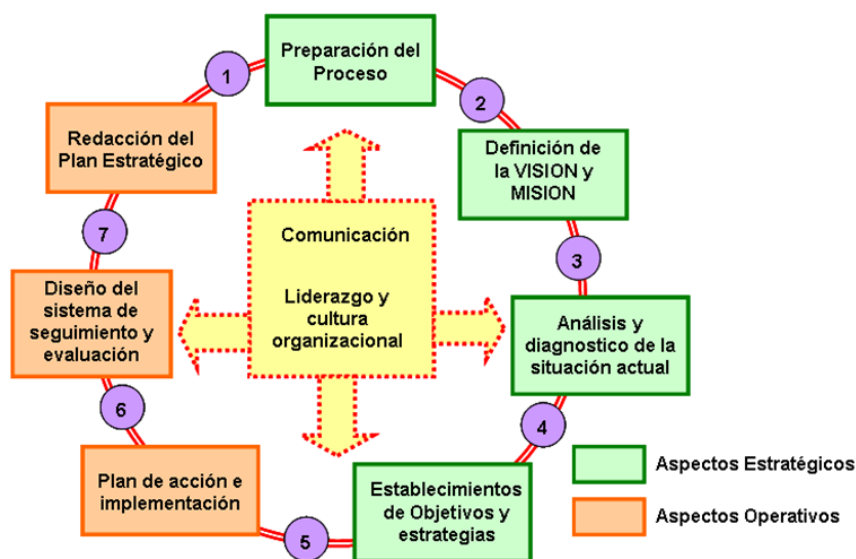 1
Preparación del
Proceso
2
Definición de
la VISION y
MISION
3
Análisis y
diagnostico de la
situación actual
4
Establecimientos
de Objetivos y
estrategias
5
Plan de acción e
implementación
6
Diseño del
sistema de
seguimiento y
evaluación
7
Redacción del
Plan Estratégico
Comunicación
Liderazgo y
cultura
organizacional
Aspectos Estratégicos
Aspectos Operativos